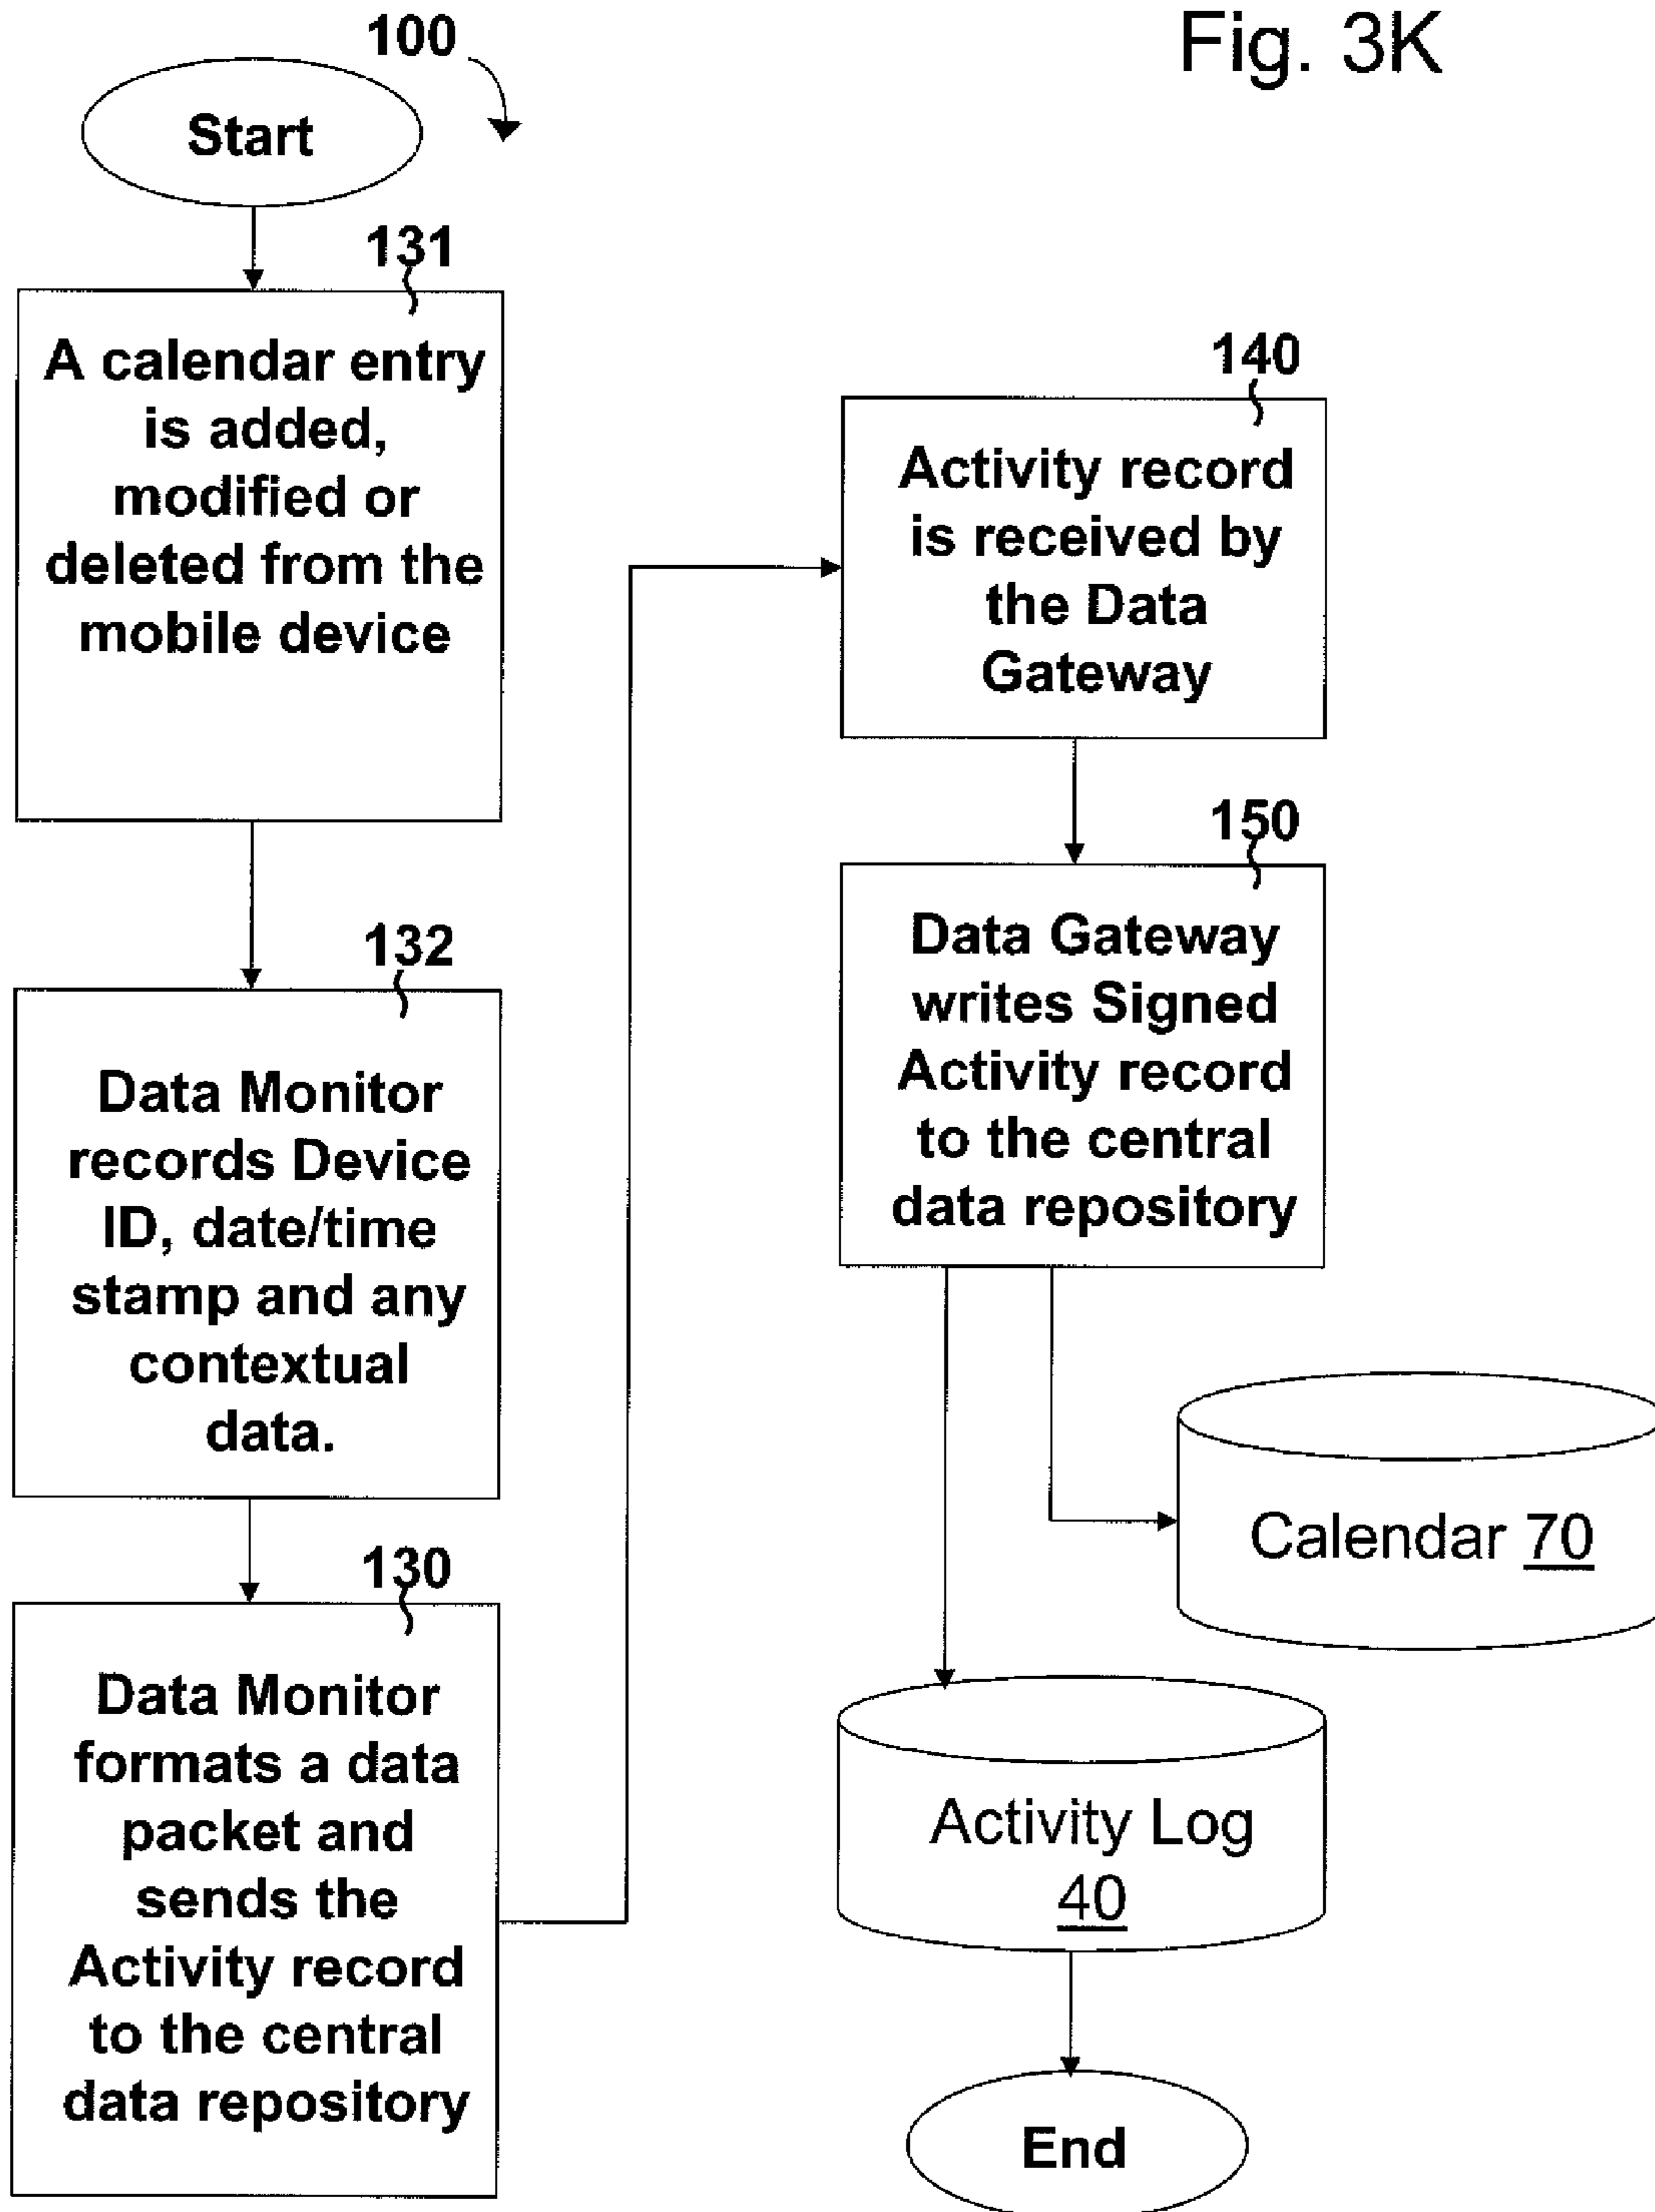 Fig. 3K
100
Start
131
A calendar entry
is added,
modified or
deleted from the
mobile device
132
Data Monitor
records Device
ID, date/time
stamp and any
contextual
data.
130
Data Monitor
formats a data
packet and
sends the
Activity record
to the central
data repository
140
Activity record
is received by
the Data
Gateway
150
Data Gateway
writes Signed
Activity record
to the central
data repository
Calendar 70
Activity Log
40
End